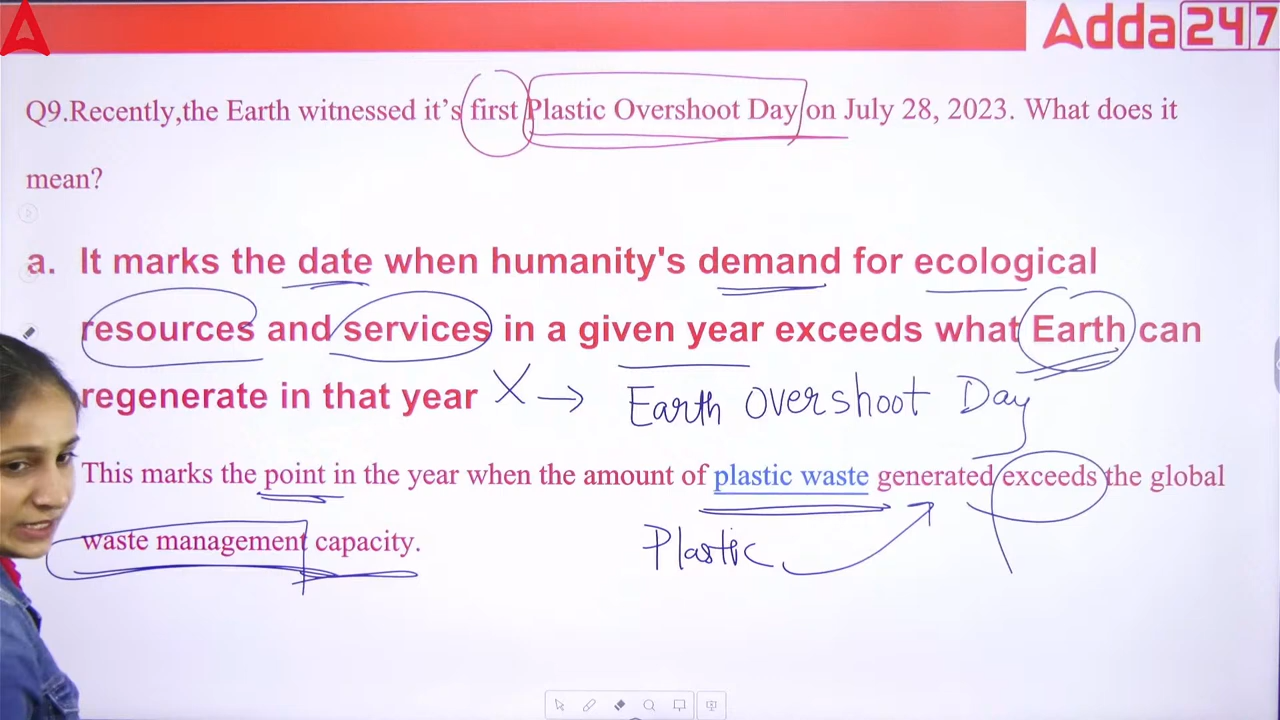 Adda247
Q9.Recently,the Earth witnessed it's first Plastic Overshoot Day on July 28, 2023. What does it
mean?
a. It marks the date when humanity's demand for ecological
resources and services in a given year exceeds what Earth can
regenerate in that year X → Earth Overshoot Day
This marks the point in the year when the amount of plastic waste generated exceeds the global
waste management capacity.
Plastic